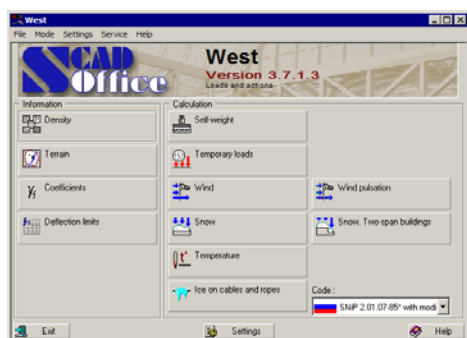 West
File Mode Settings Service Help
SCAD Office
West
Version 3.7.1.3
Loads and actions
Information
Calculation
Density
Self-weight
Terrain
Temporary loads
Coefficients
Wind
Wind pulsation
Deflection limits
Snow
Snow. Two-span buildings
Temperature
Ice on cables and ropes
Code :
SNiP 2.01.07-85* with modi
Exit
Settings
Help